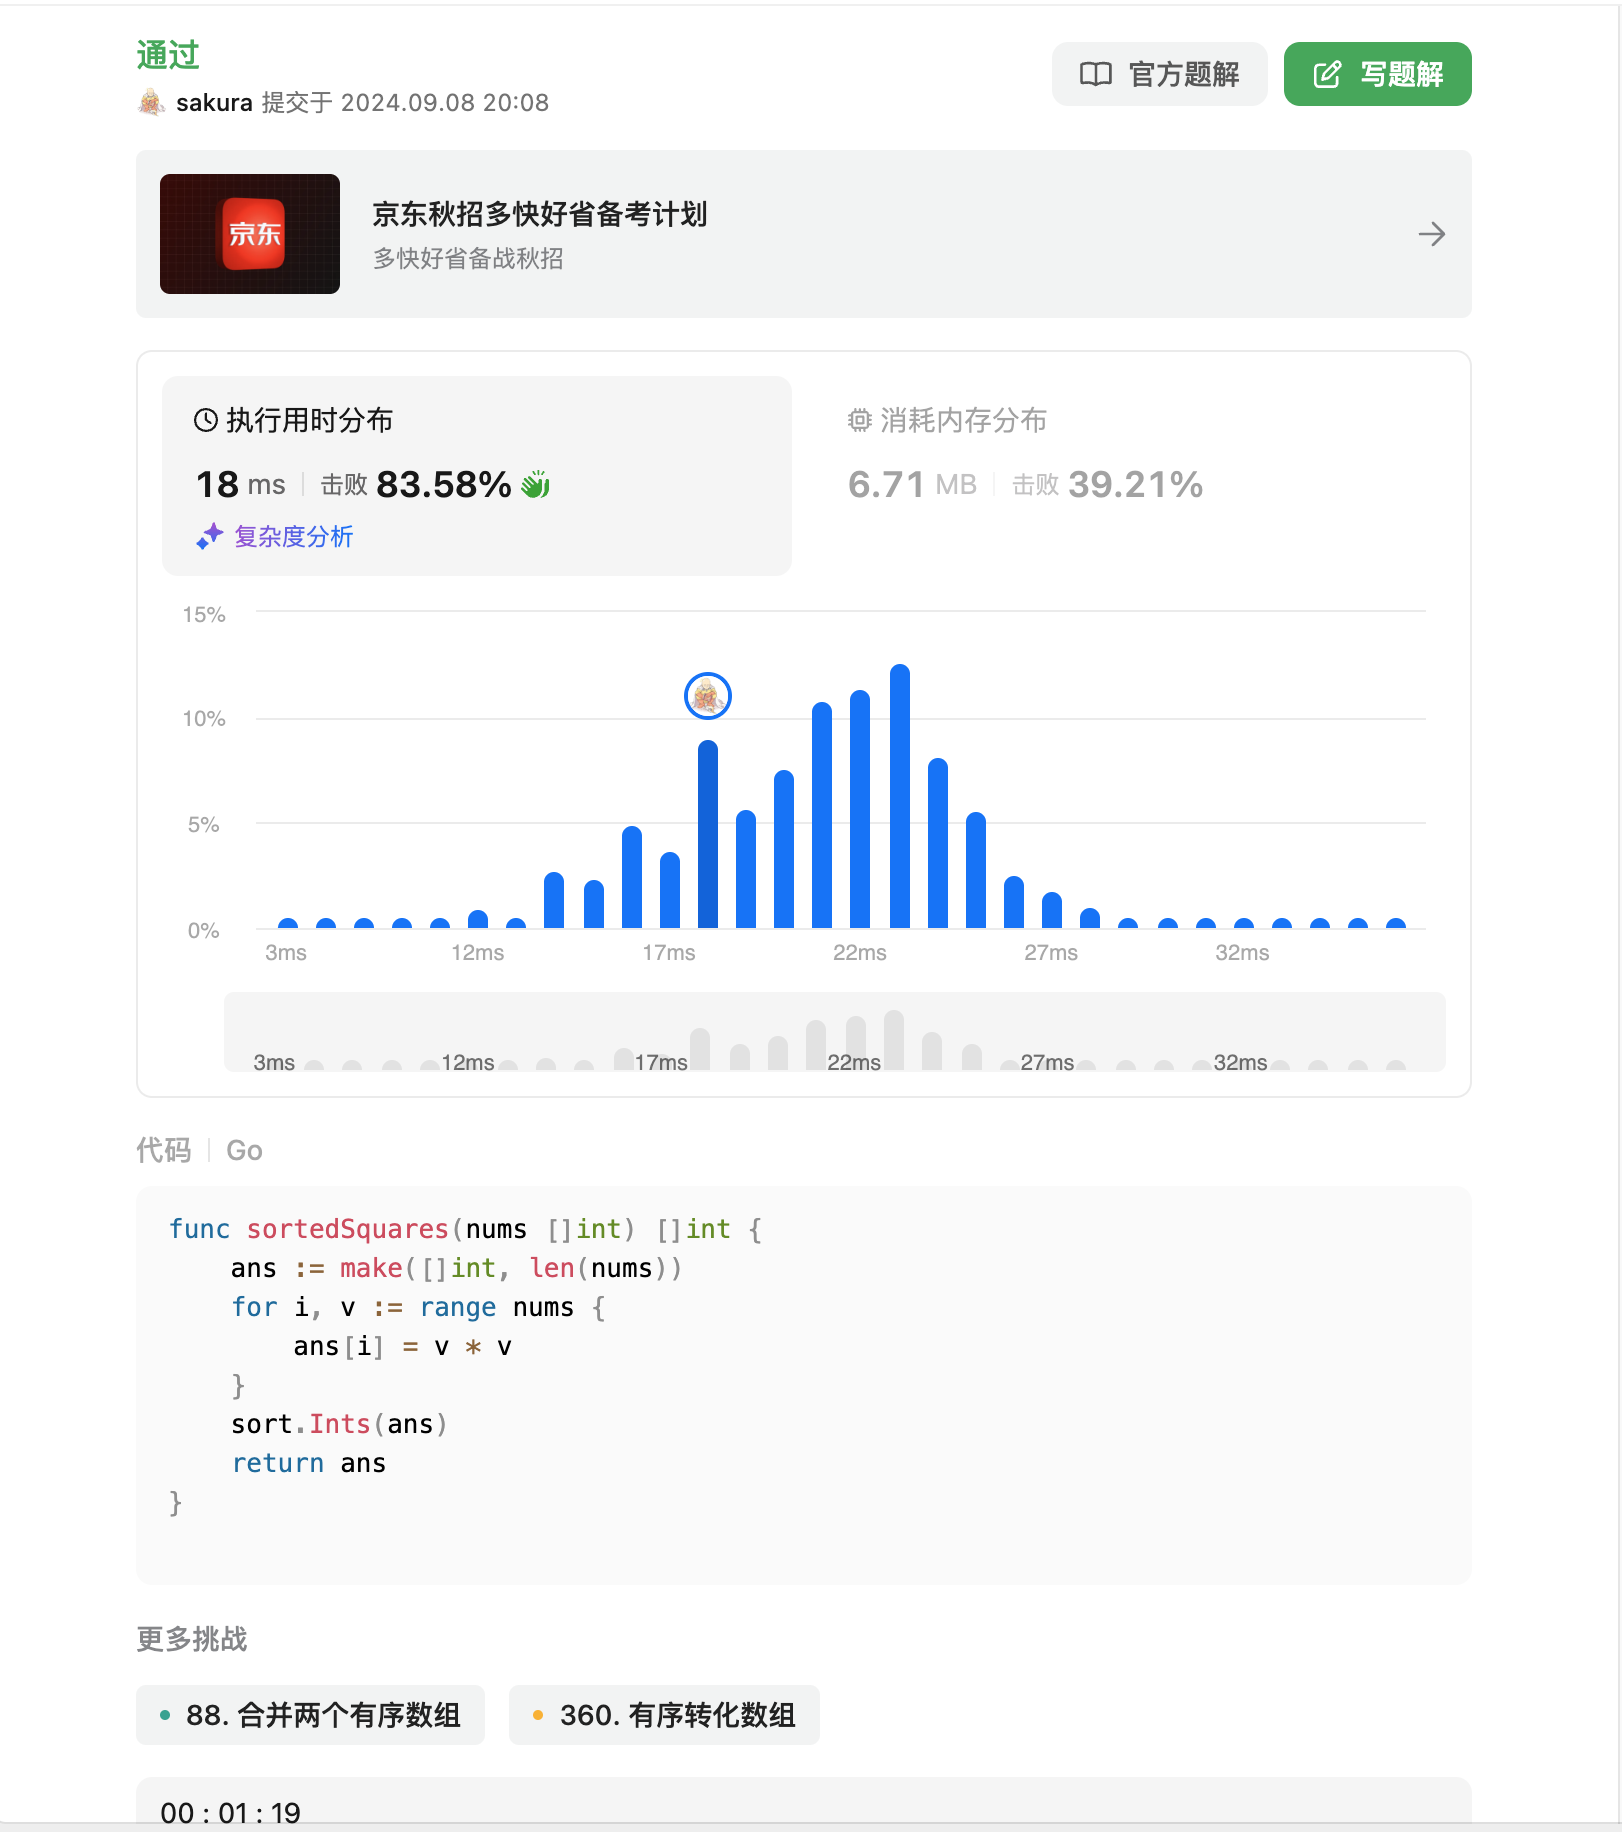 通过
官方题解
写题解
sakura 提交于 2024.09.08 20:08
京东
京东秋招多快好省备考计划
多快好省备战秋招
执行用时分布
18 ms 击败 83.58%
复杂度分析
消耗内存分布
6.71 MB 击败 39.21%
15%
10%
5%
0%
3ms 12ms 17ms 22ms 27ms 32ms
3ms 12ms 17ms 22ms 27ms 32ms
代码 Go
func sortedSquares(nums []int) []int {
    ans := make([]int, len(nums))
    for i, v := range nums {
        ans[i] = v * v
    }
    sort.Ints(ans)
    return ans
}
更多挑战
88. 合并两个有序数组
360. 有序转化数组
00 : 01 : 19